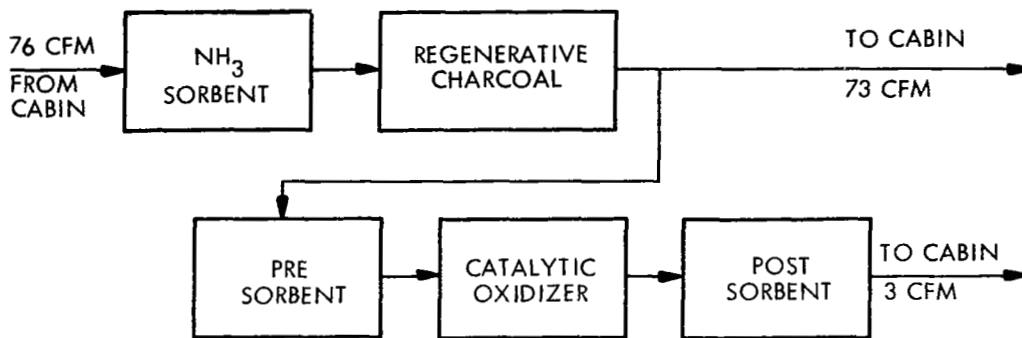 76 CFM
FROM
CABIN
NH3
SORBENT
REGENERATIVE
CHARCOAL
TO CABIN
73 CFM
PRE
SORBENT
CATALYTIC
OXIDIZER
POST
SORBENT
TO CABIN
3 CFM